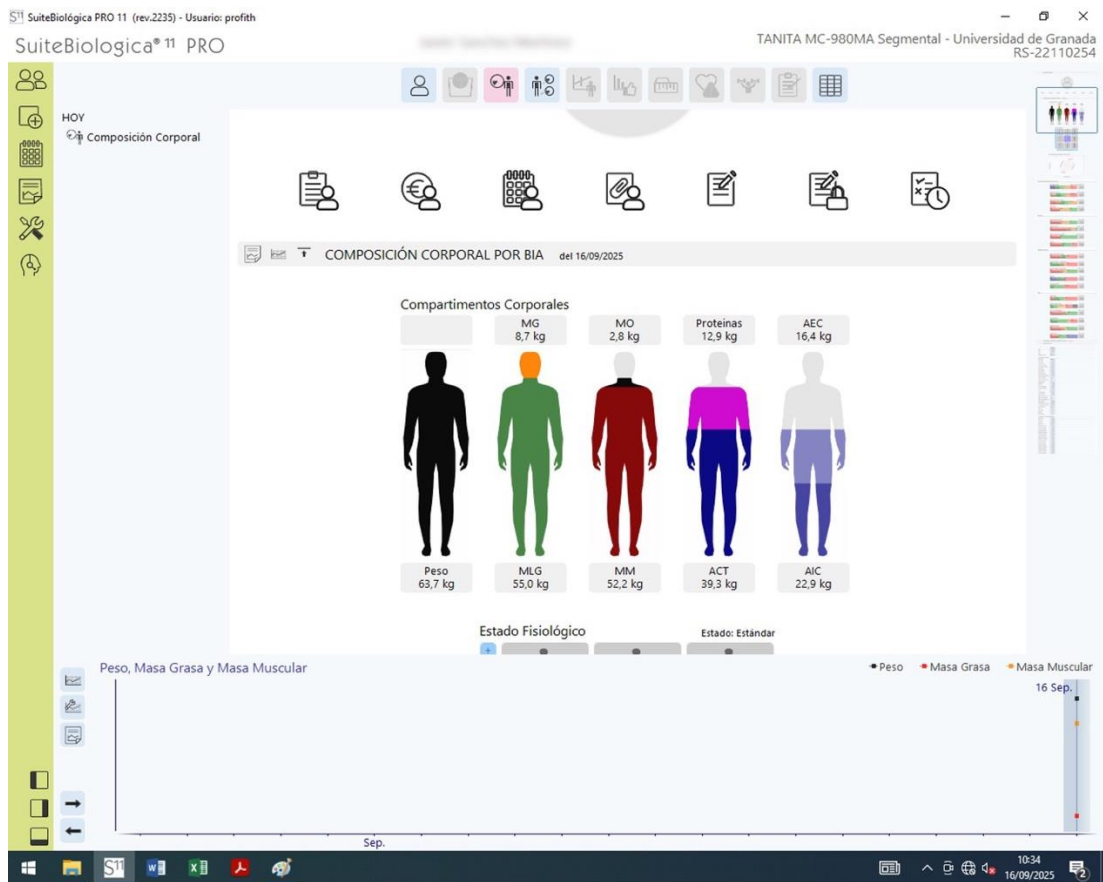 SuiteBiológica PRO 11 (rev.2235) - Usuario: profith
SuiteBiologica® 11 PRO
TANITA MC-980MA Segmental - Universidad de Granada
RS-22110254
HOY
Composición Corporal
COMPOSICIÓN CORPORAL POR BIA del 16/09/2025
Compartimentos Corporales
MG MO Proteinas AEC
8,7 kg 2,8 kg 12,9 kg 16,4 kg
Peso MLG MM ACT AIC
63,7 kg 55,0 kg 52,2 kg 39,3 kg 22,9 kg
Estado Fisiológico Estado: Estándar
Peso, Masa Grasa y Masa Muscular Peso Masa Grasa Masa Muscular
16 Sep.
Sep.
10:34
16/09/2025